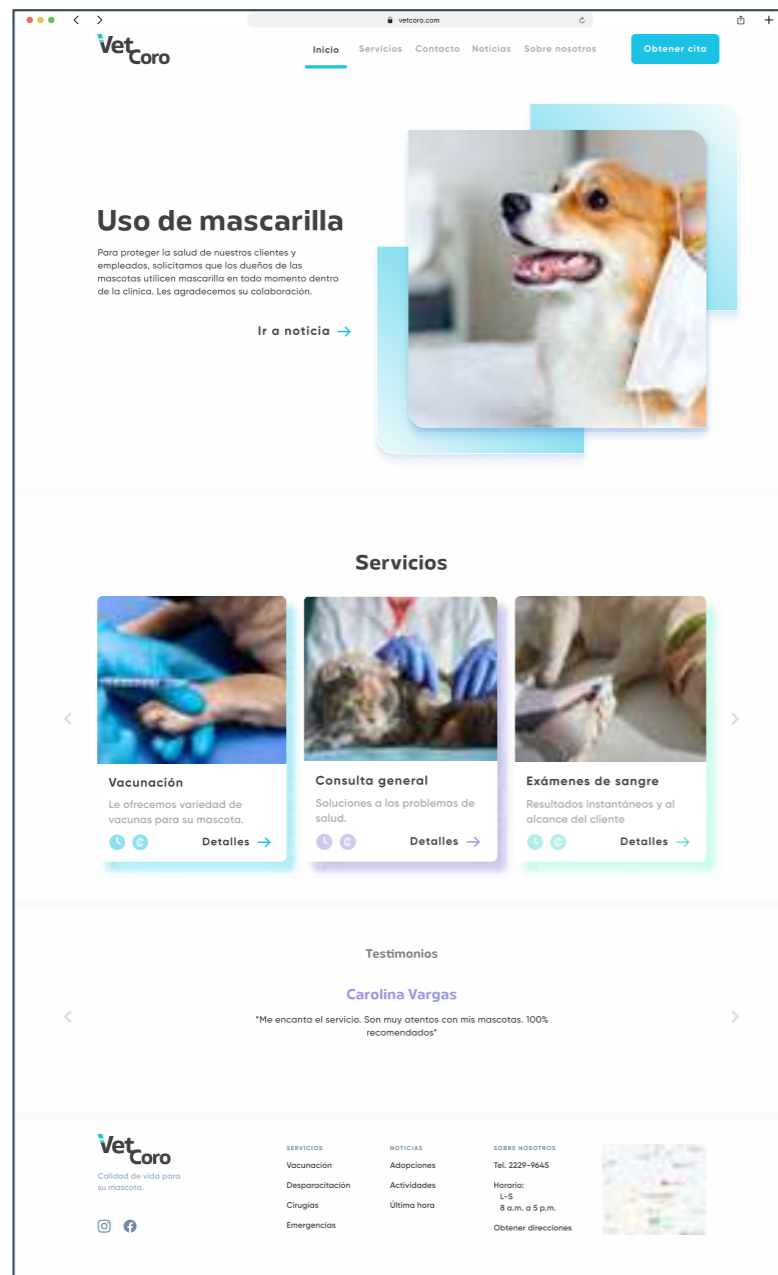 vetcoro.com
Vet
Coro
Inicio Servicios Contacto Noticias Sobre nosotros Obtener cita
Uso de mascarilla
Para proteger la salud de nuestros clientes y
empleados, solicitamos que los dueños de las
mascotas utilicen mascarilla en todo momento dentro
de la clínica. Les agradecemos su colaboración.
Ir a noticia
Servicios
Vacunación
Le ofrecemos variedad de
vacunas para su mascota.
Detalles
Consulta general
Soluciones a los problemas de
salud.
Detalles
Exámenes de sangre
Resultados instantáneos y al
alcance del cliente
Detalles
Testimonios
Carolina Vargas
"Me encanta el servicio. Son muy atentos con mis mascotas. 100%
recomendados"
Vet
Coro
Calidad de vida para
su mascota.
SERVICIOS
Vacunación
Desparacitación
Cirugías
Emergencias
NOTICIAS
Adopciones
Actividades
Última hora
SOBRE NOSOTROS
Tel. 2229-9645
Horario:
L-S
8 a.m. a 5 p.m.
Obtener direcciones